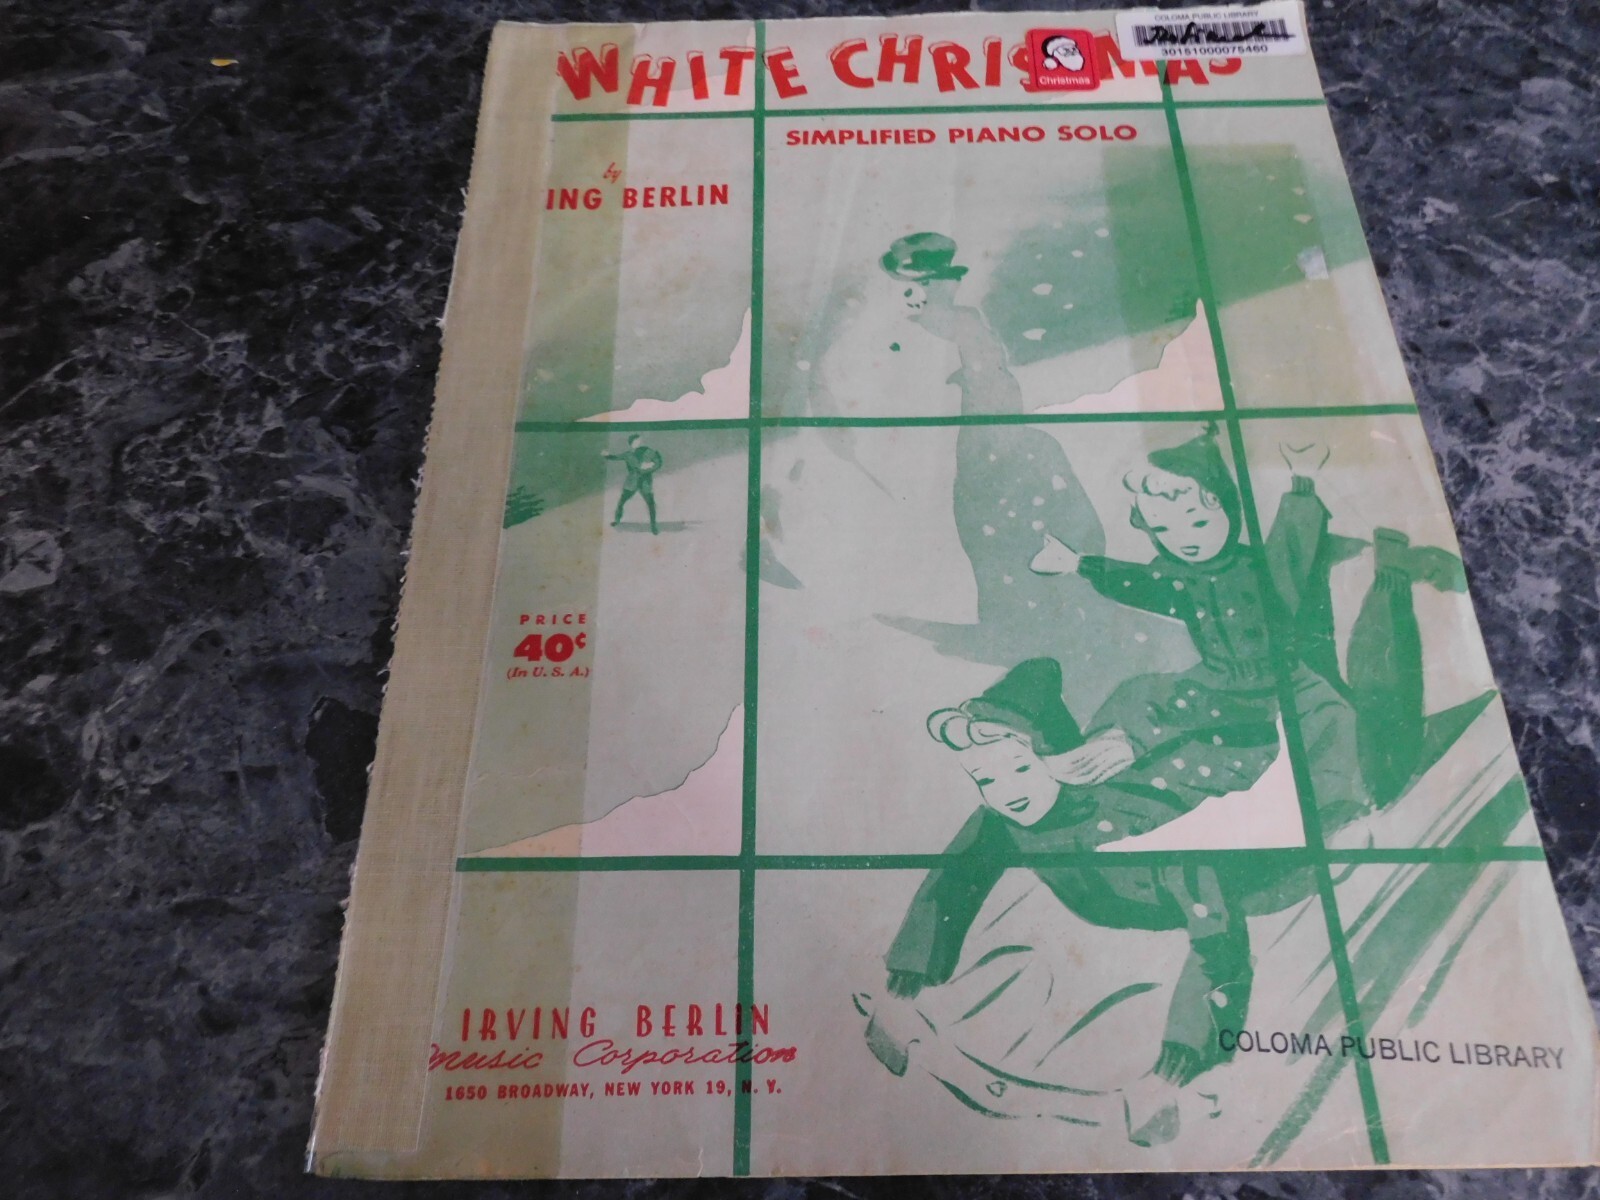 COLOMA PUBLIC LIBRARY
30151000075460
WHITE CHRIS MAS
Christmas
SIMPLIFIED PIANO SOLO
by
ING BERLIN
PRICE
40¢
(In U. S. A.)
IRVING BERLIN
Music Corporation
1650 BROADWAY, NEW YORK 19, N. Y.
COLOMA PUBLIC LIBRARY